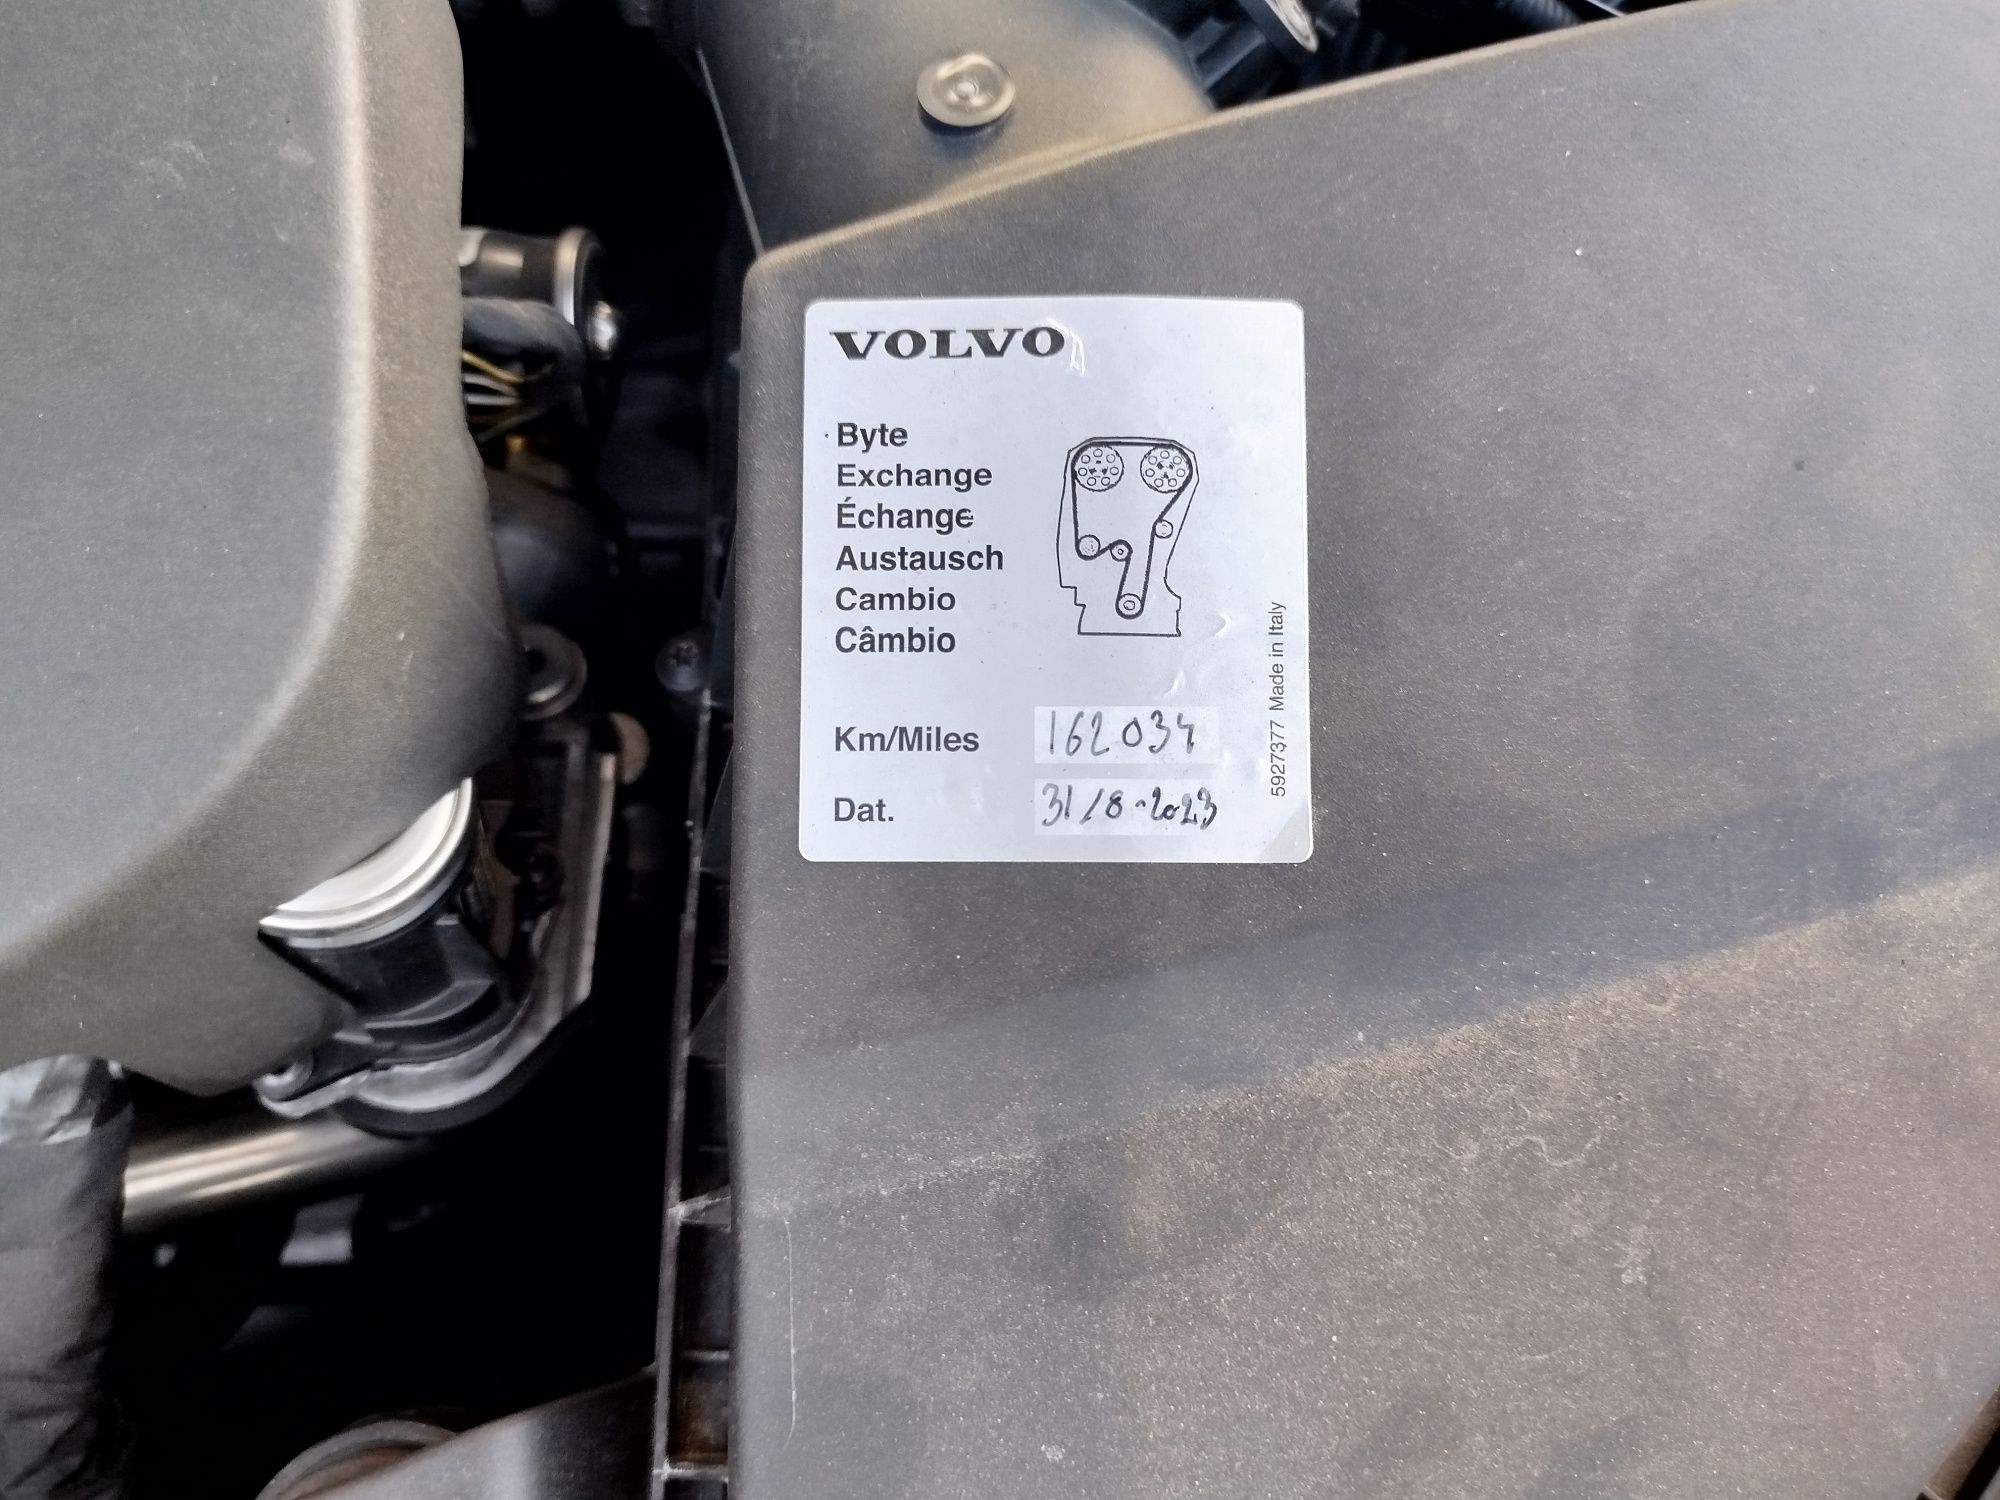 VOLVO
Byte
Exchange
Échange
Austausch
Cambio
Câmbio
Km/Miles 162034
Dat. 31/8-2023
5927377 Made in Italy